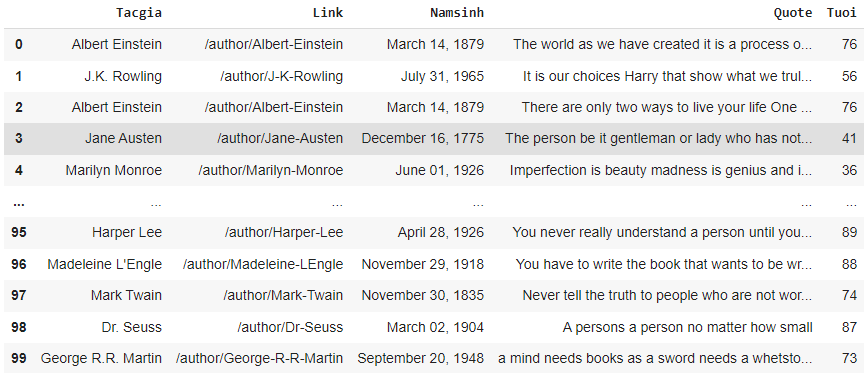 Tacgia Link Namsinh Quote Tuoi
0 Albert Einstein /author/Albert-Einstein March 14, 1879 The world as we have created it is a process o... 76
1 J.K. Rowling /author/J-K-Rowling July 31, 1965 It is our choices Harry that show what we trul... 56
2 Albert Einstein /author/Albert-Einstein March 14, 1879 There are only two ways to live your life One ... 76
3 Jane Austen /author/Jane-Austen December 16, 1775 The person be it gentleman or lady who has not... 41
4 Marilyn Monroe /author/Marilyn-Monroe June 01, 1926 Imperfection is beauty madness is genius and i... 36
... ... ... ... ... ...
95 Harper Lee /author/Harper-Lee April 28, 1926 You never really understand a person until you... 89
96 Madeleine L'Engle /author/Madeleine-LEngle November 29, 1918 You have to write the book that wants to be wr... 88
97 Mark Twain /author/Mark-Twain November 30, 1835 Never tell the truth to people who are not wor... 74
98 Dr. Seuss /author/Dr-Seuss March 02, 1904 A persons a person no matter how small 87
99 George R.R. Martin /author/George-R-R-Martin September 20, 1948 a mind needs books as a sword needs a whetsto... 73